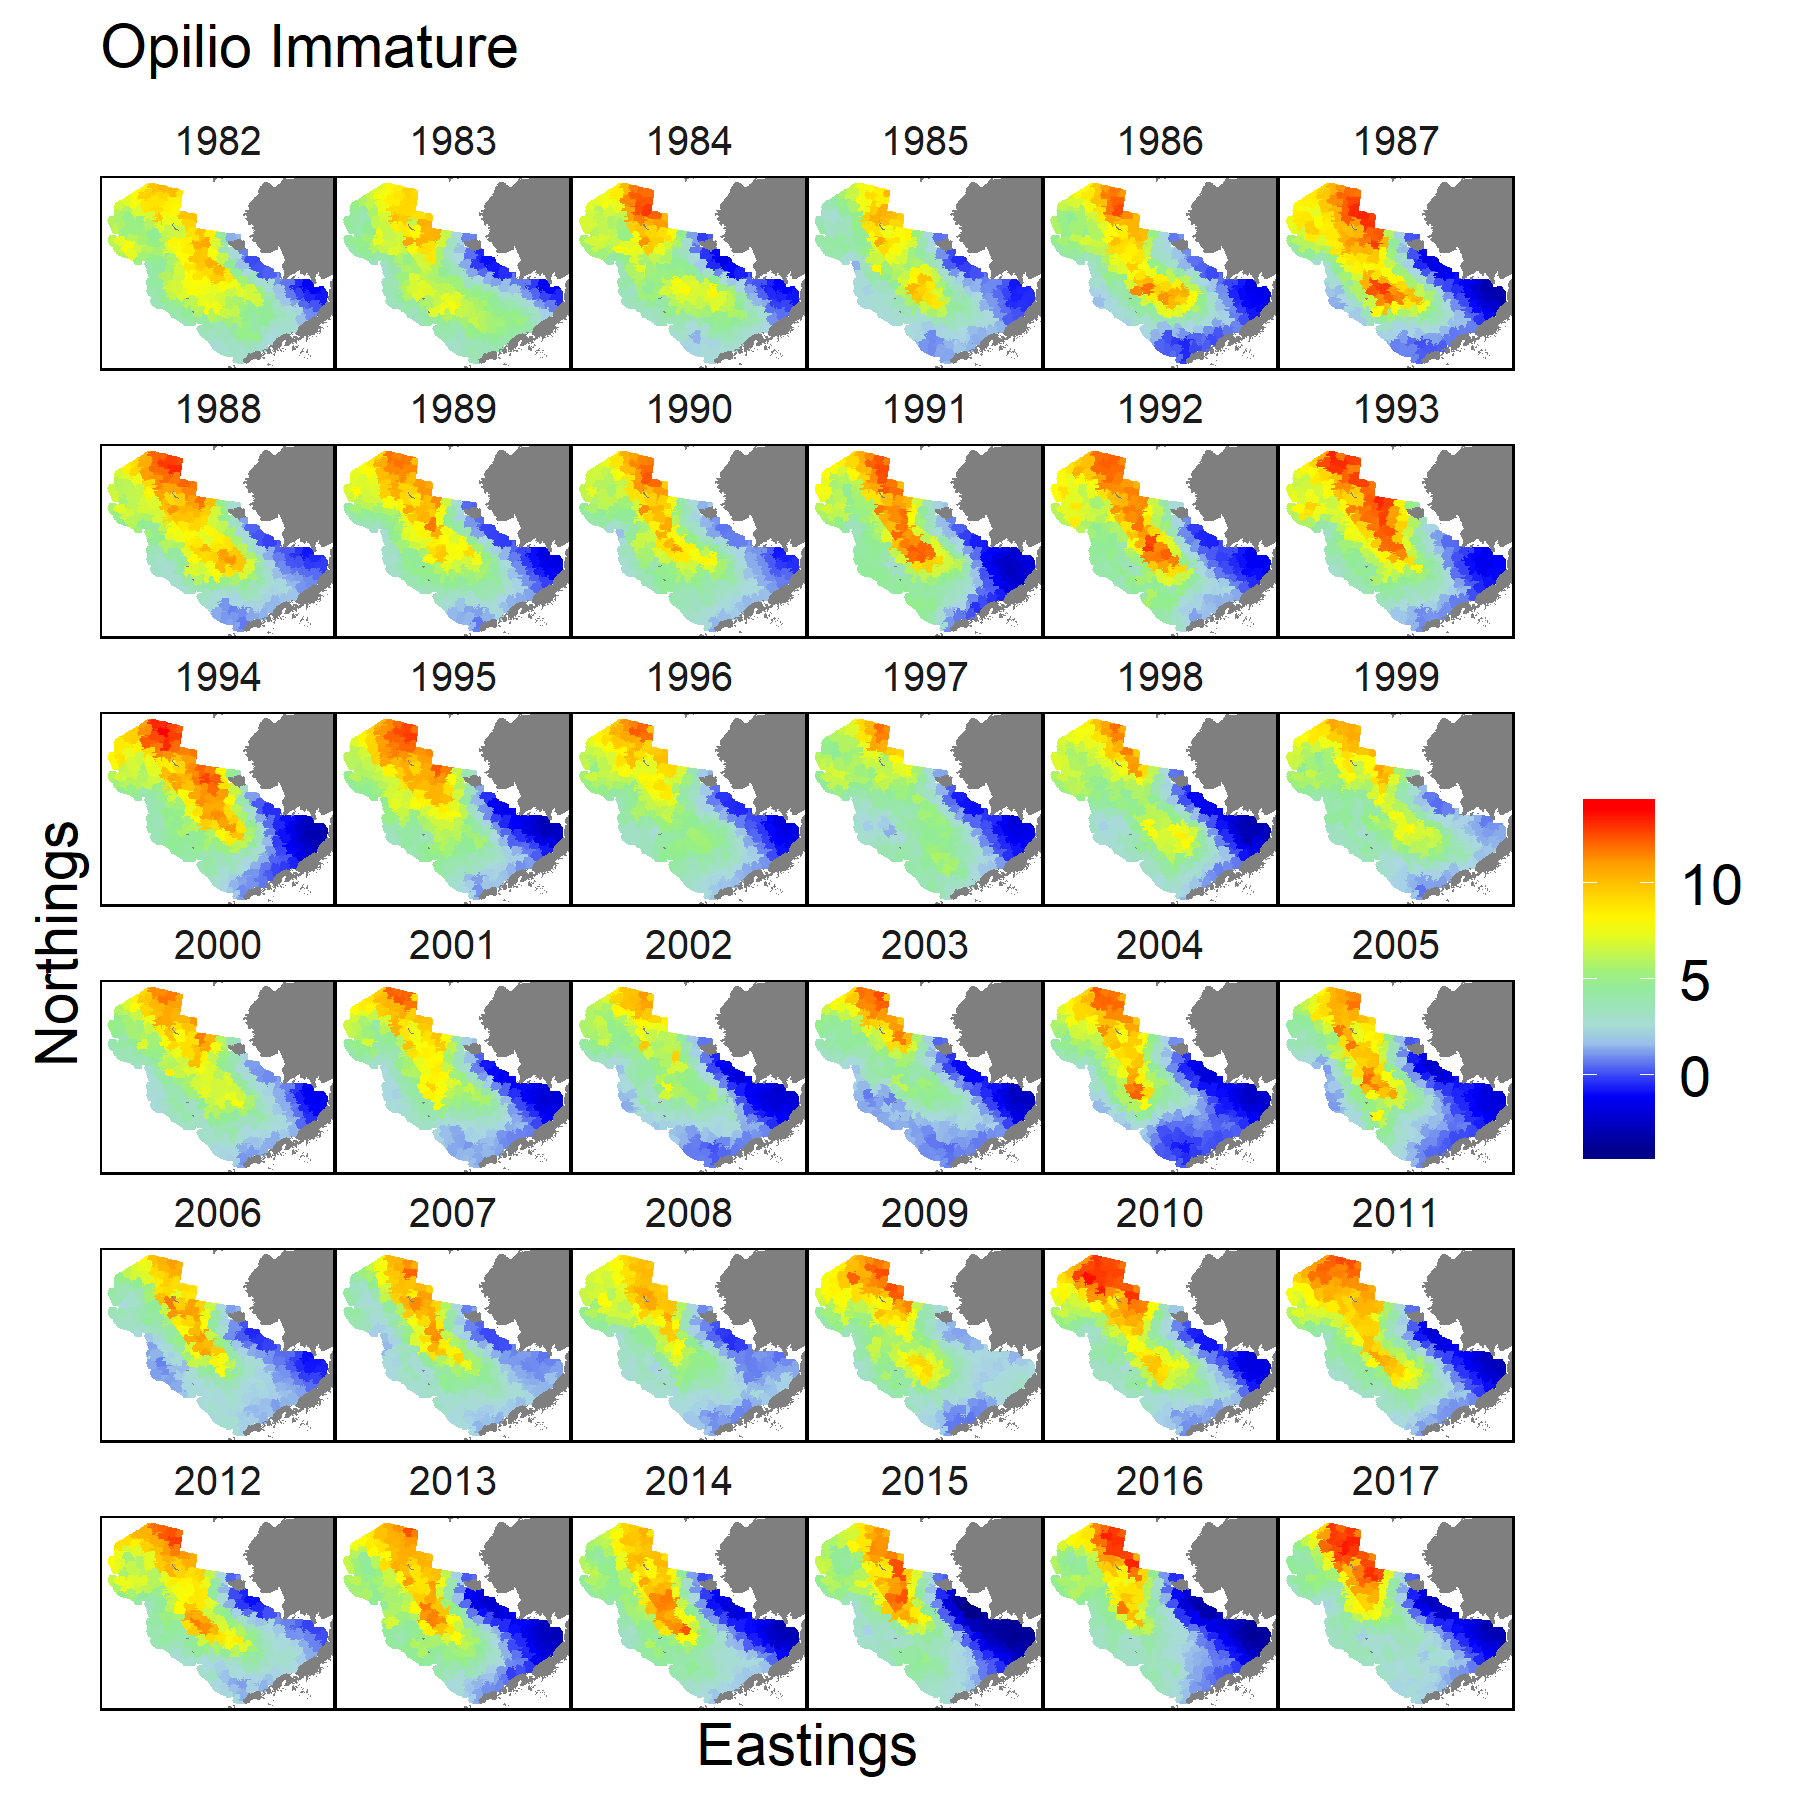 Opilio Immature
1982 1983 1984 1985 1986 1987
1988 1989 1990 1991 1992 1993
1994 1995 1996 1997 1998 1999
2000 2001 2002 2003 2004 2005
2006 2007 2008 2009 2010 2011
2012 2013 2014 2015 2016 2017
Northings
Eastings
10
5
0